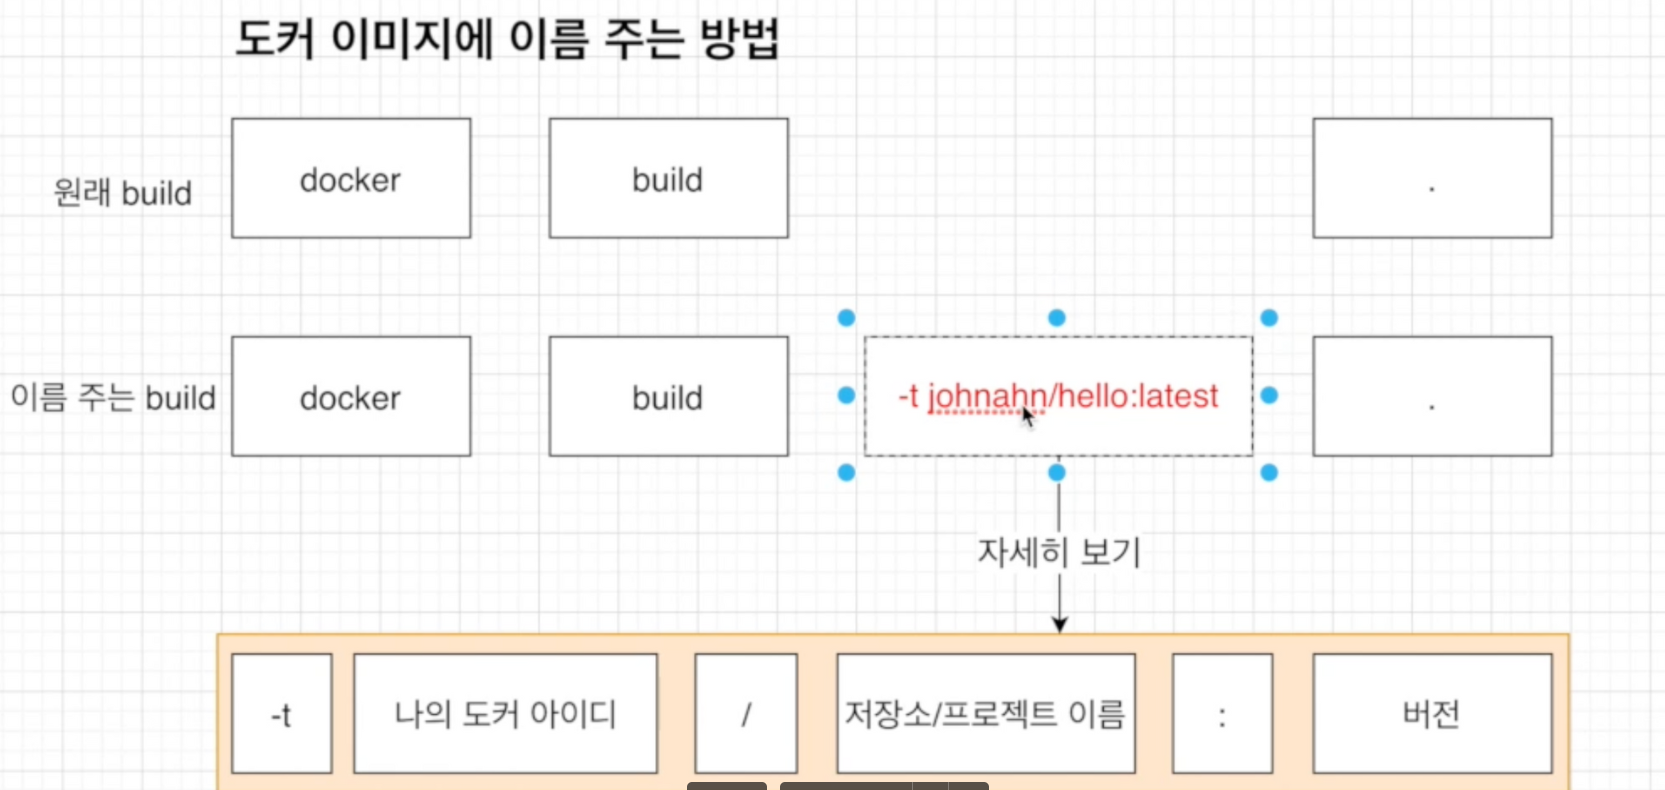 도커 이미지에 이름 주는 방법
원래 build
docker
build
.
이름 주는 build
docker
build
-t johnahn/hello:latest
.
자세히 보기
-t
나의 도커 아이디
/
저장소/프로젝트 이름
:
버전